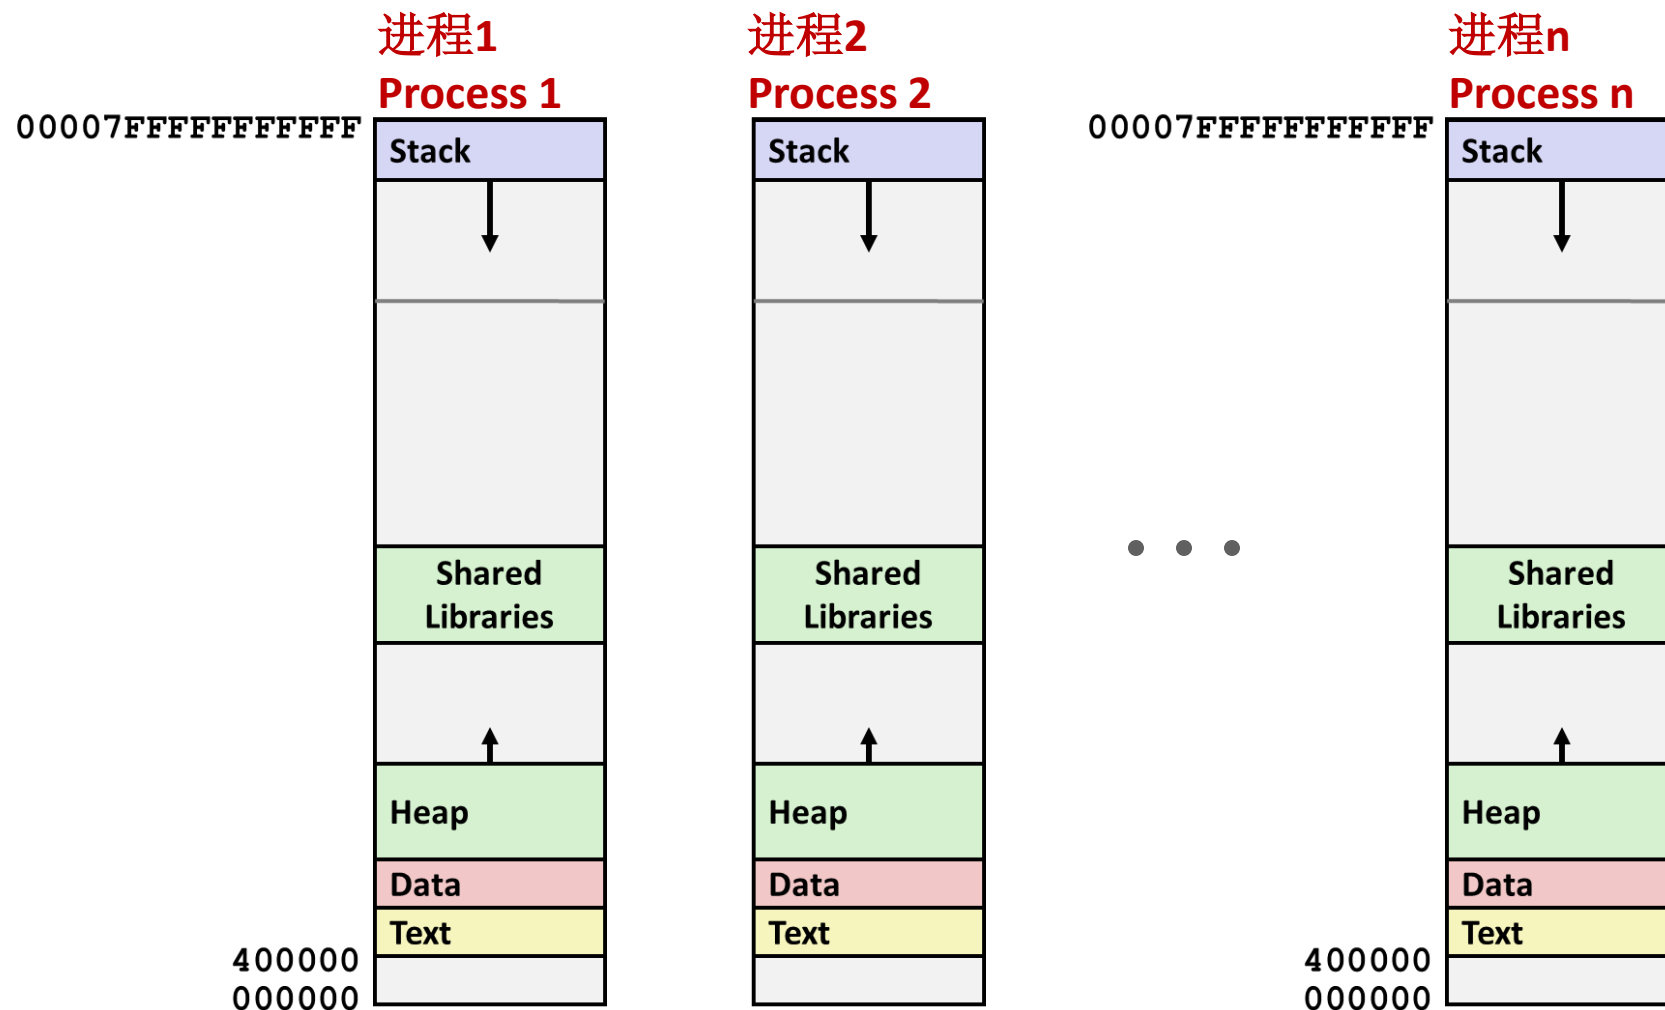 进程1
Process 1
进程2
Process 2
进程n
Process n
00007FFFFFFFFFFF
00007FFFFFFFFFFF
Stack
Stack
Stack
Shared
Libraries
Shared
Libraries
Shared
Libraries
Heap
Heap
Heap
Data
Data
Data
Text
Text
Text
400000
400000
000000
000000